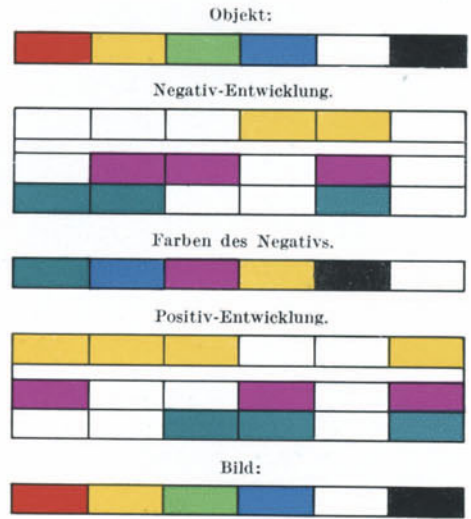 Objekt:
Negativ-Entwicklung.
Farben des Negativs.
Positiv-Entwicklung.
Bild: